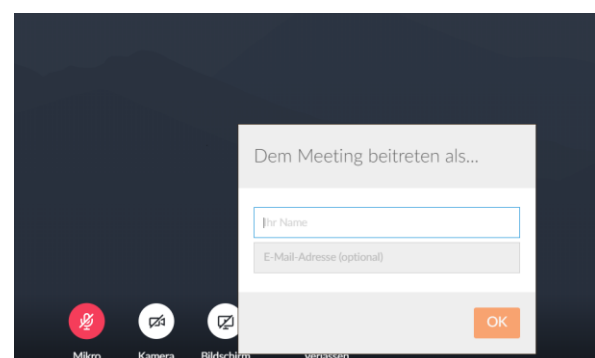 Dem Meeting beitreten als...
Ihr Name
E-Mail-Adresse (optional)
OK
Mikro Kamera Bildschirm Verlassen